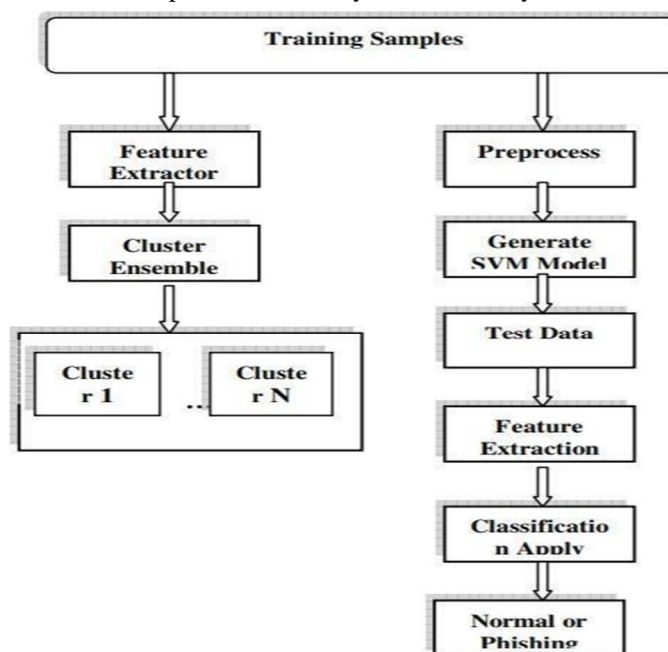 Training Samples
Feature
Extractor
Cluster
Ensemble
Cluste
r 1
...
Cluste
r N
Preprocess
Generate
SVM Model
Test Data
Feature
Extraction
Classificatio
n Apply
Normal or
Phishing